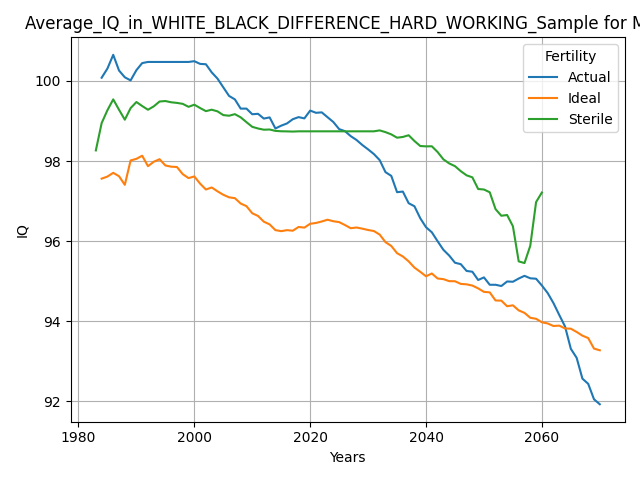 Average_IQ_in_WHITE_BLACK_DIFFERENCE_HARD_WORKING_Sample for M
Fertility
Actual
Ideal
Sterile
100
98
96
94
92
IQ
1980 2000 2020 2040 2060
Years